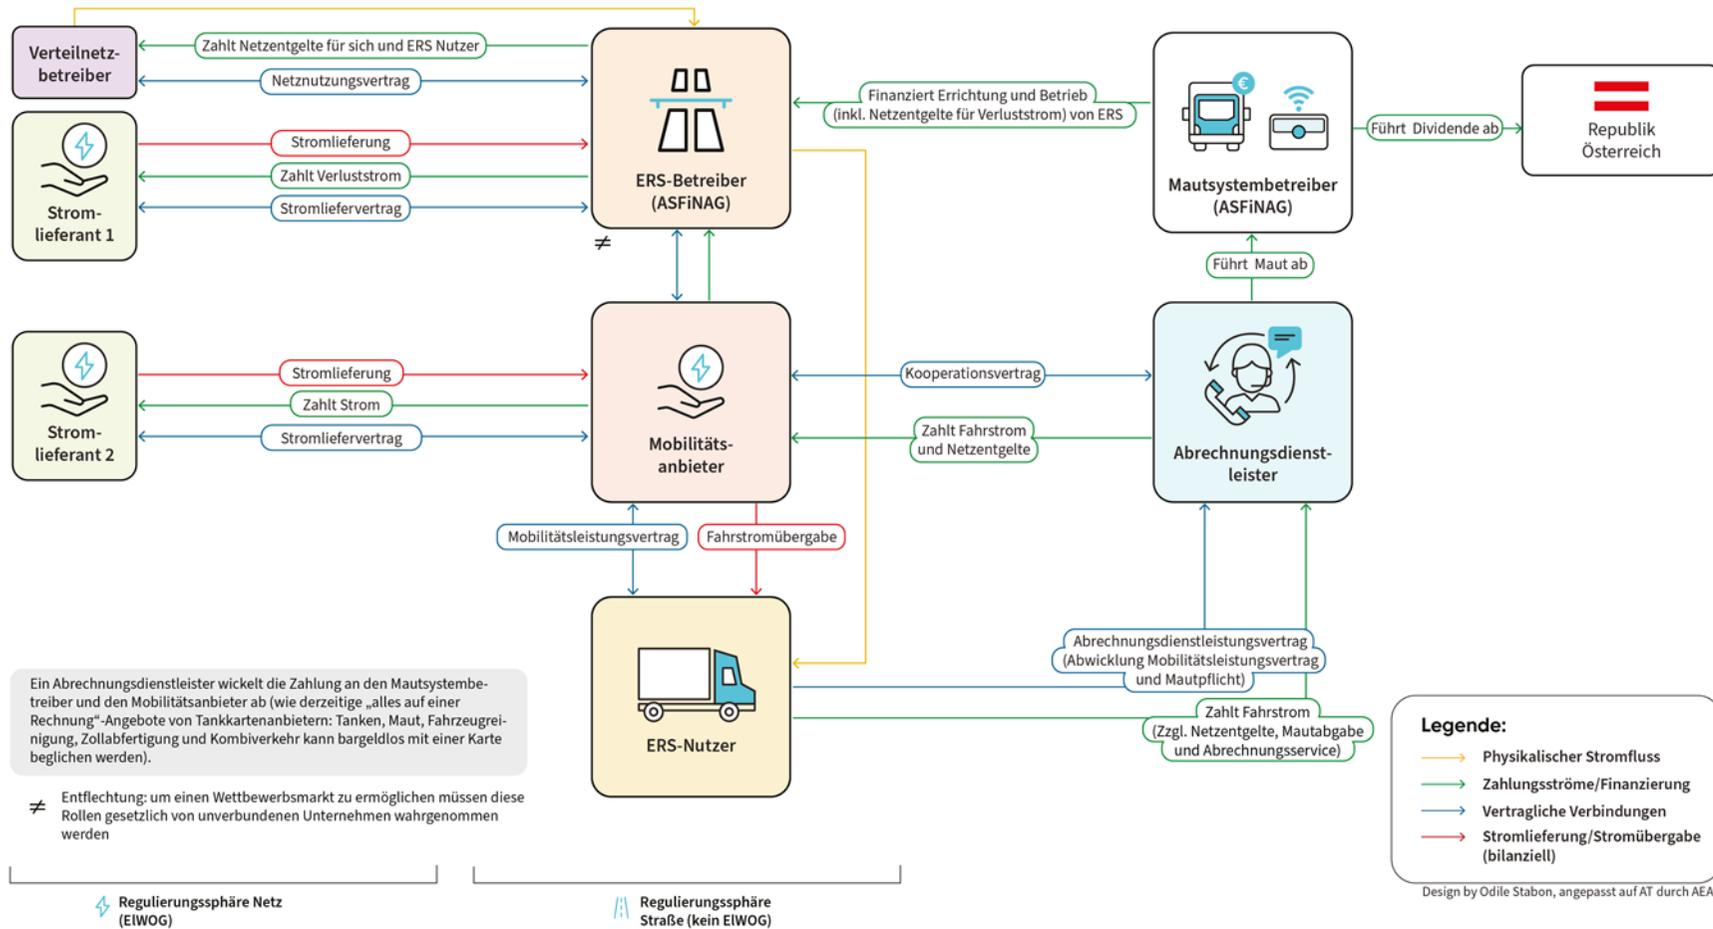 Verteilnetz-
betreiber
Zahlt Netzentgelte für sich und ERS Nutzer
Netznutzungsvertrag
Strom-
lieferant 1
Stromlieferung
Zahlt Verluststrom
Stromliefervertrag
ERS-Betreiber
(ASFiNAG)
≠
Finanziert Errichtung und Betrieb
(inkl. Netzentgelte für Verluststrom) von ERS
€
Mautsystembetreiber
(ASFiNAG)
Führt Dividende ab
Republik
Österreich
Führt Maut ab
Strom-
lieferant 2
Stromlieferung
Zahlt Strom
Stromliefervertrag
Mobilitäts-
anbieter
Kooperationsvertrag
Zahlt Fahrstrom
und Netzentgelte
Abrechnungsdienst-
leister
Mobilitätsleistungsvertrag
Fahrstromübergabe
ERS-Nutzer
Abrechnungsdienstleistungsvertrag
(Abwicklung Mobilitätsleistungsvertrag
und Mautpflicht)
Zahlt Fahrstrom
(Zzgl. Netzentgelte, Mautabgabe
und Abrechnungsservice)
Ein Abrechnungsdienstleister wickelt die Zahlung an den Mautsystembe-
treiber und den Mobilitätsanbieter ab (wie derzeitige „alles auf einer
Rechnung“-Angebote von Tankkartenanbietern: Tanken, Maut, Fahrzeugrei-
nigung, Zollabfertigung und Kombiverkehr kann bargeldlos mit einer Karte
beglichen werden).
≠ Entflechtung: um einen Wettbewerbsmarkt zu ermöglichen müssen diese
Rollen gesetzlich von unverbundenen Unternehmen wahrgenommen
werden
Regulierungssphäre Netz
(ElWOG)
Regulierungssphäre
Straße (kein ElWOG)
Legende:
Physikalischer Stromfluss
Zahlungsströme/Finanzierung
Vertragliche Verbindungen
Stromlieferung/Stromübergabe
(bilanziell)
Design by Odile Stabon, angepasst auf AT durch AEA